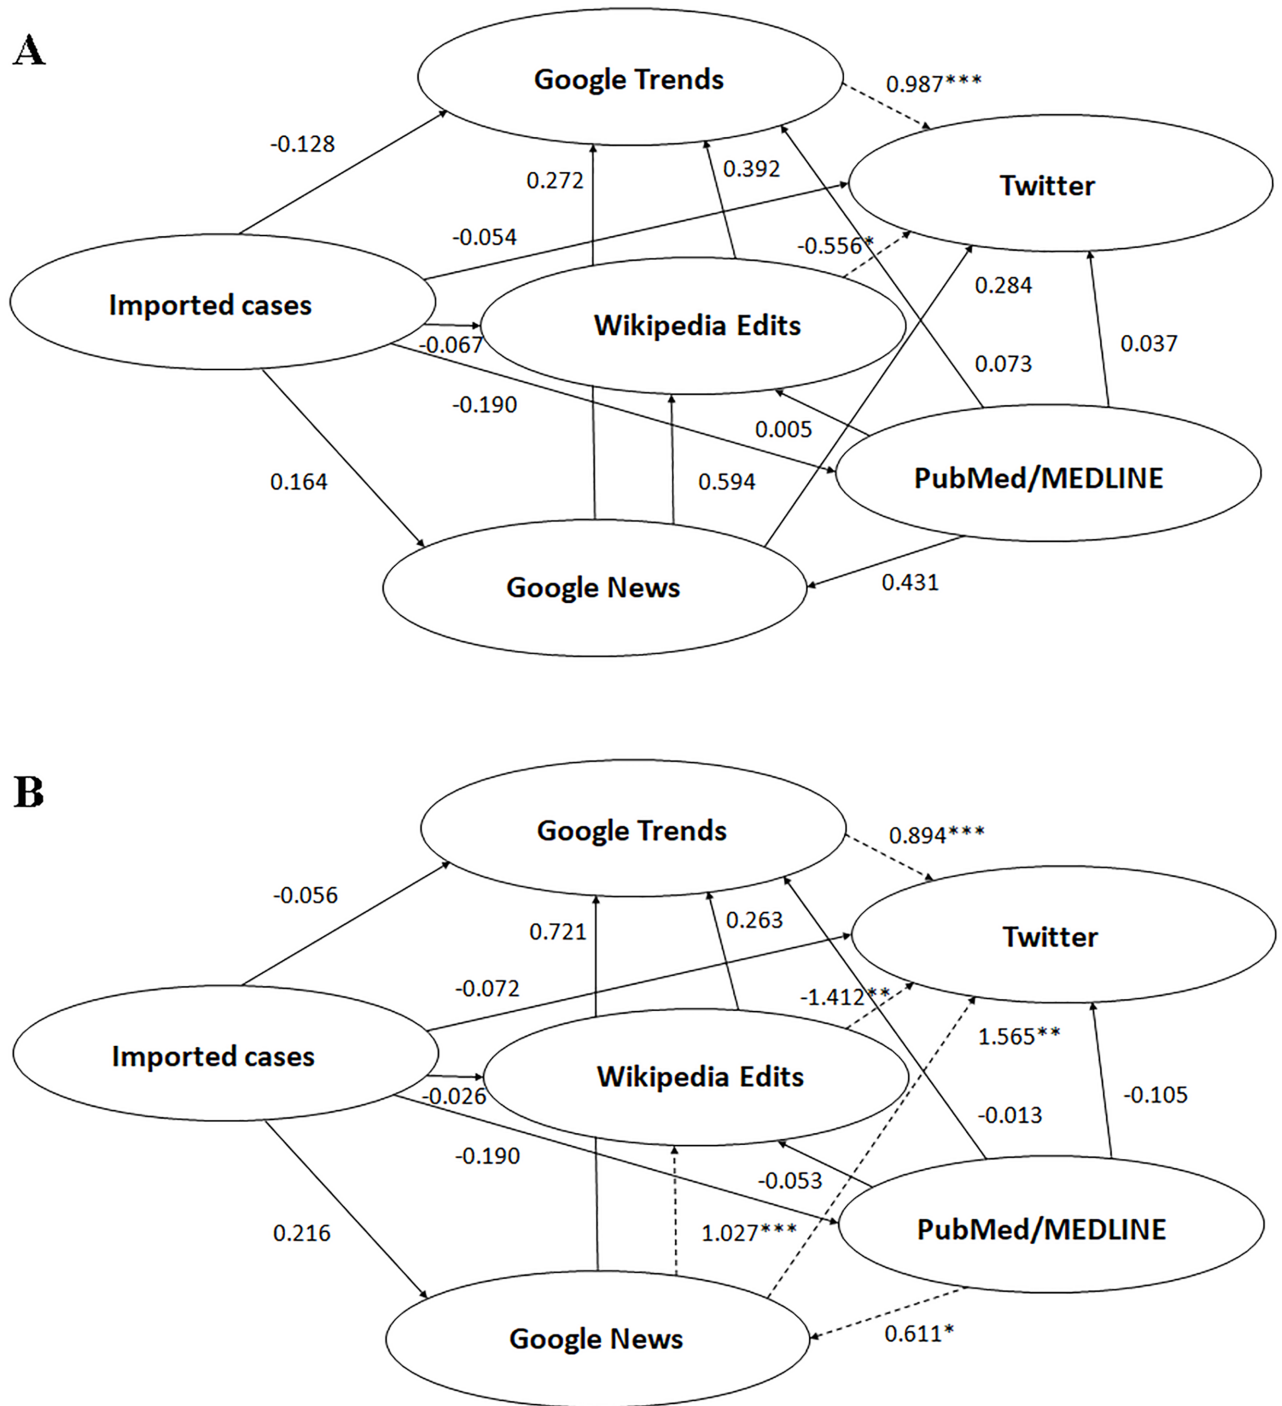 A
Google Trends
0.987***
-0.128
0.272
0.392
Twitter
-0.054
-0.556*
0.284
Imported cases
Wikipedia Edits
-0.067
0.037
0.073
-0.190
0.005
0.164
0.594
PubMed/MEDLINE
Google News
0.431
B
Google Trends
0.894***
-0.056
0.721
0.263
Twitter
-0.072
-1.412**
1.565**
Imported cases
Wikipedia Edits
-0.026
-0.105
-0.013
-0.190
-0.053
0.216
1.027***
PubMed/MEDLINE
Google News
0.611*